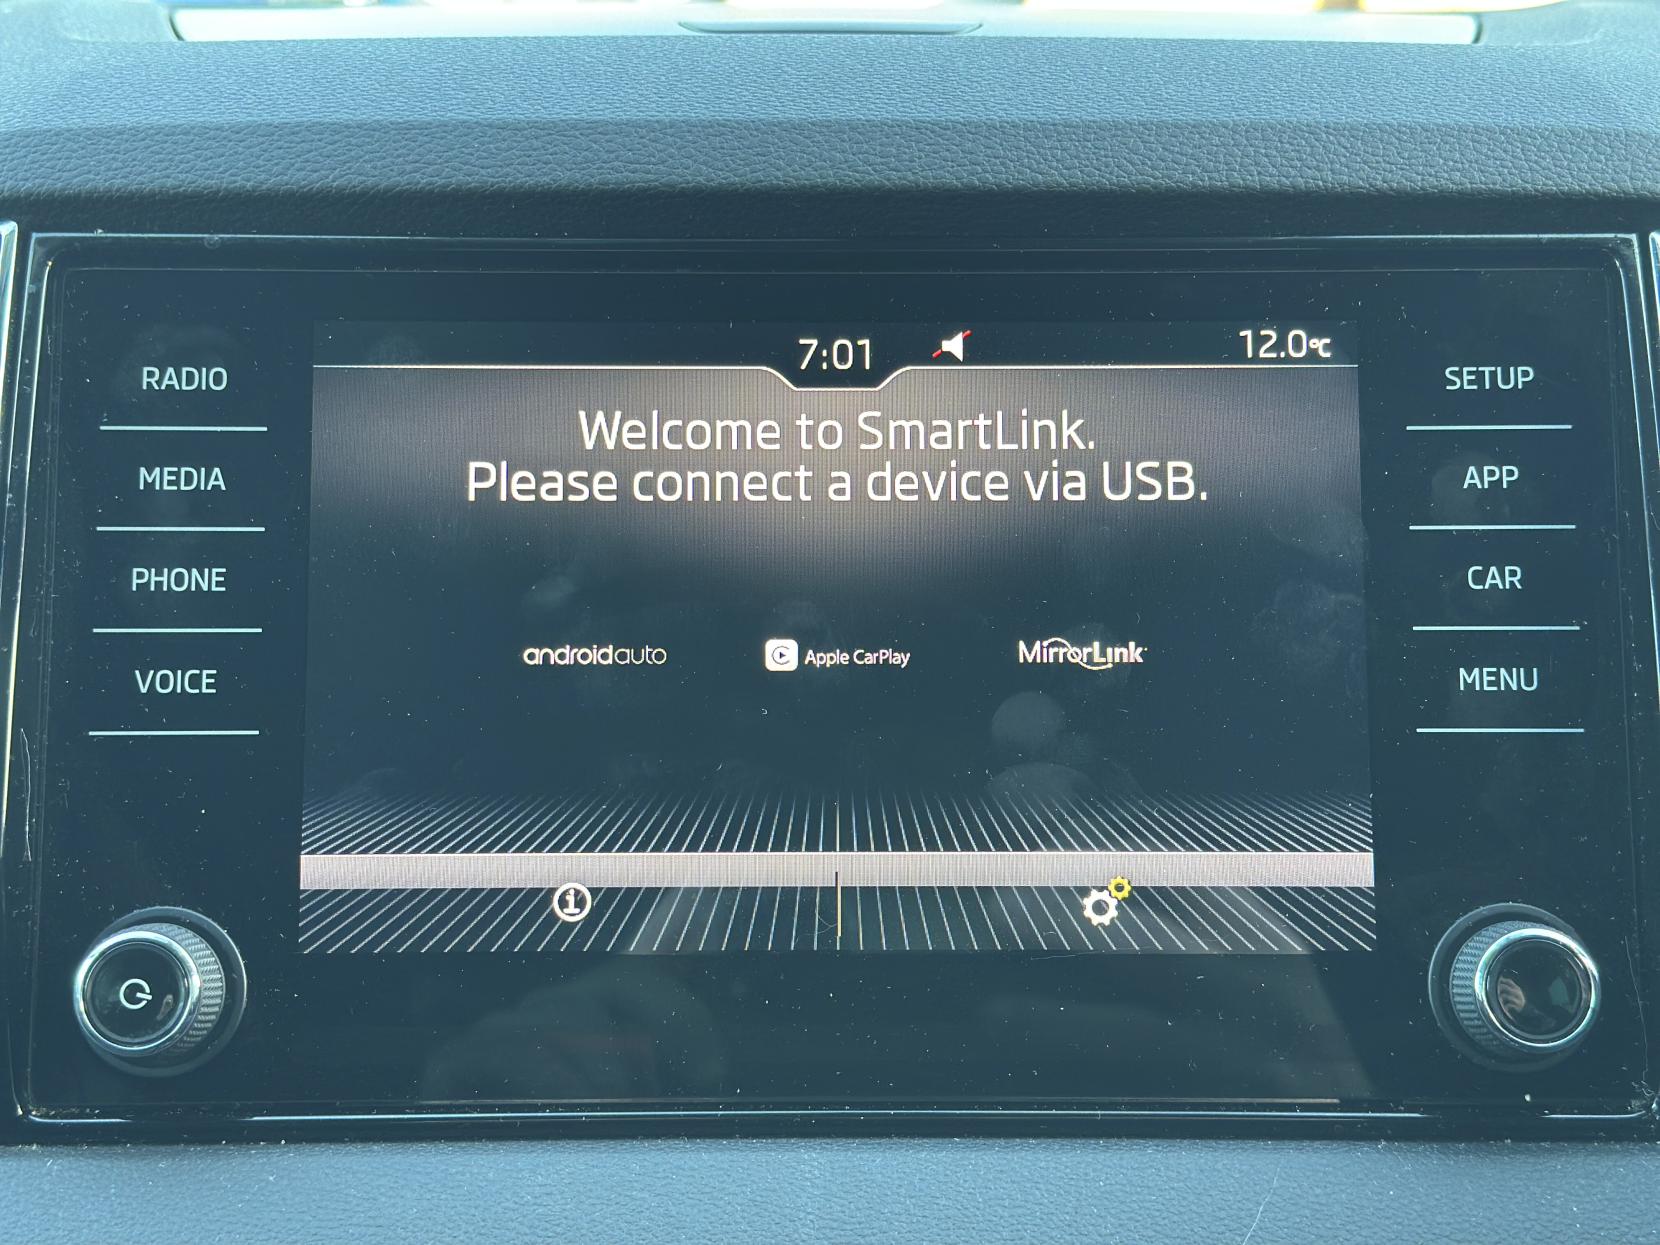 7:01
12.0°C
RADIO
MEDIA
PHONE
VOICE
Welcome to SmartLink.
Please connect a device via USB.
androidauto
Apple CarPlay
MirrorLink
SETUP
APP
CAR
MENU